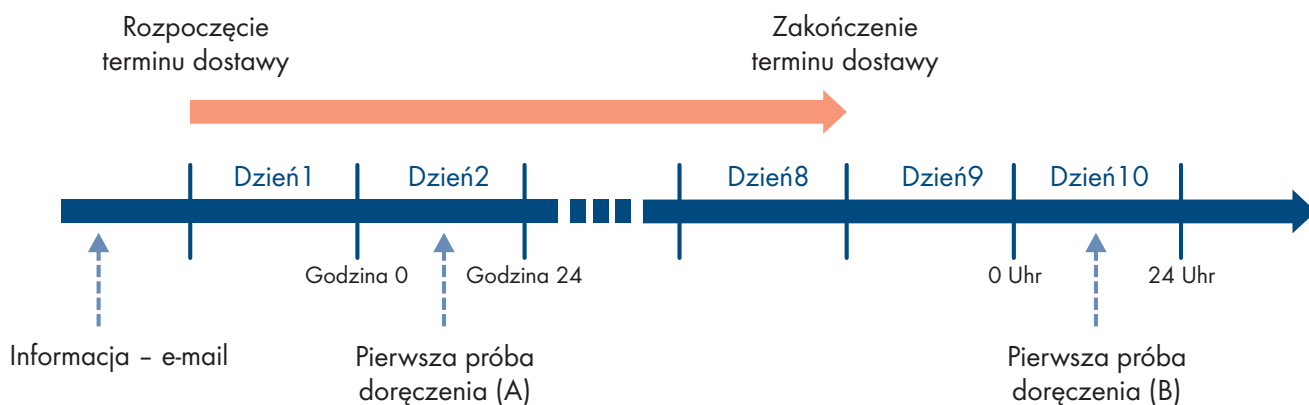 Rozpoczęcie
terminu dostawy
Zakończenie
terminu dostawy
Dzień1
Dzień2
Dzień8
Dzień9
Dzień10
Godzina 0
Godzina 24
0 Uhr
24 Uhr
Informacja – e-mail
Pierwsza próba
doręczenia (A)
Pierwsza próba
doręczenia (B)